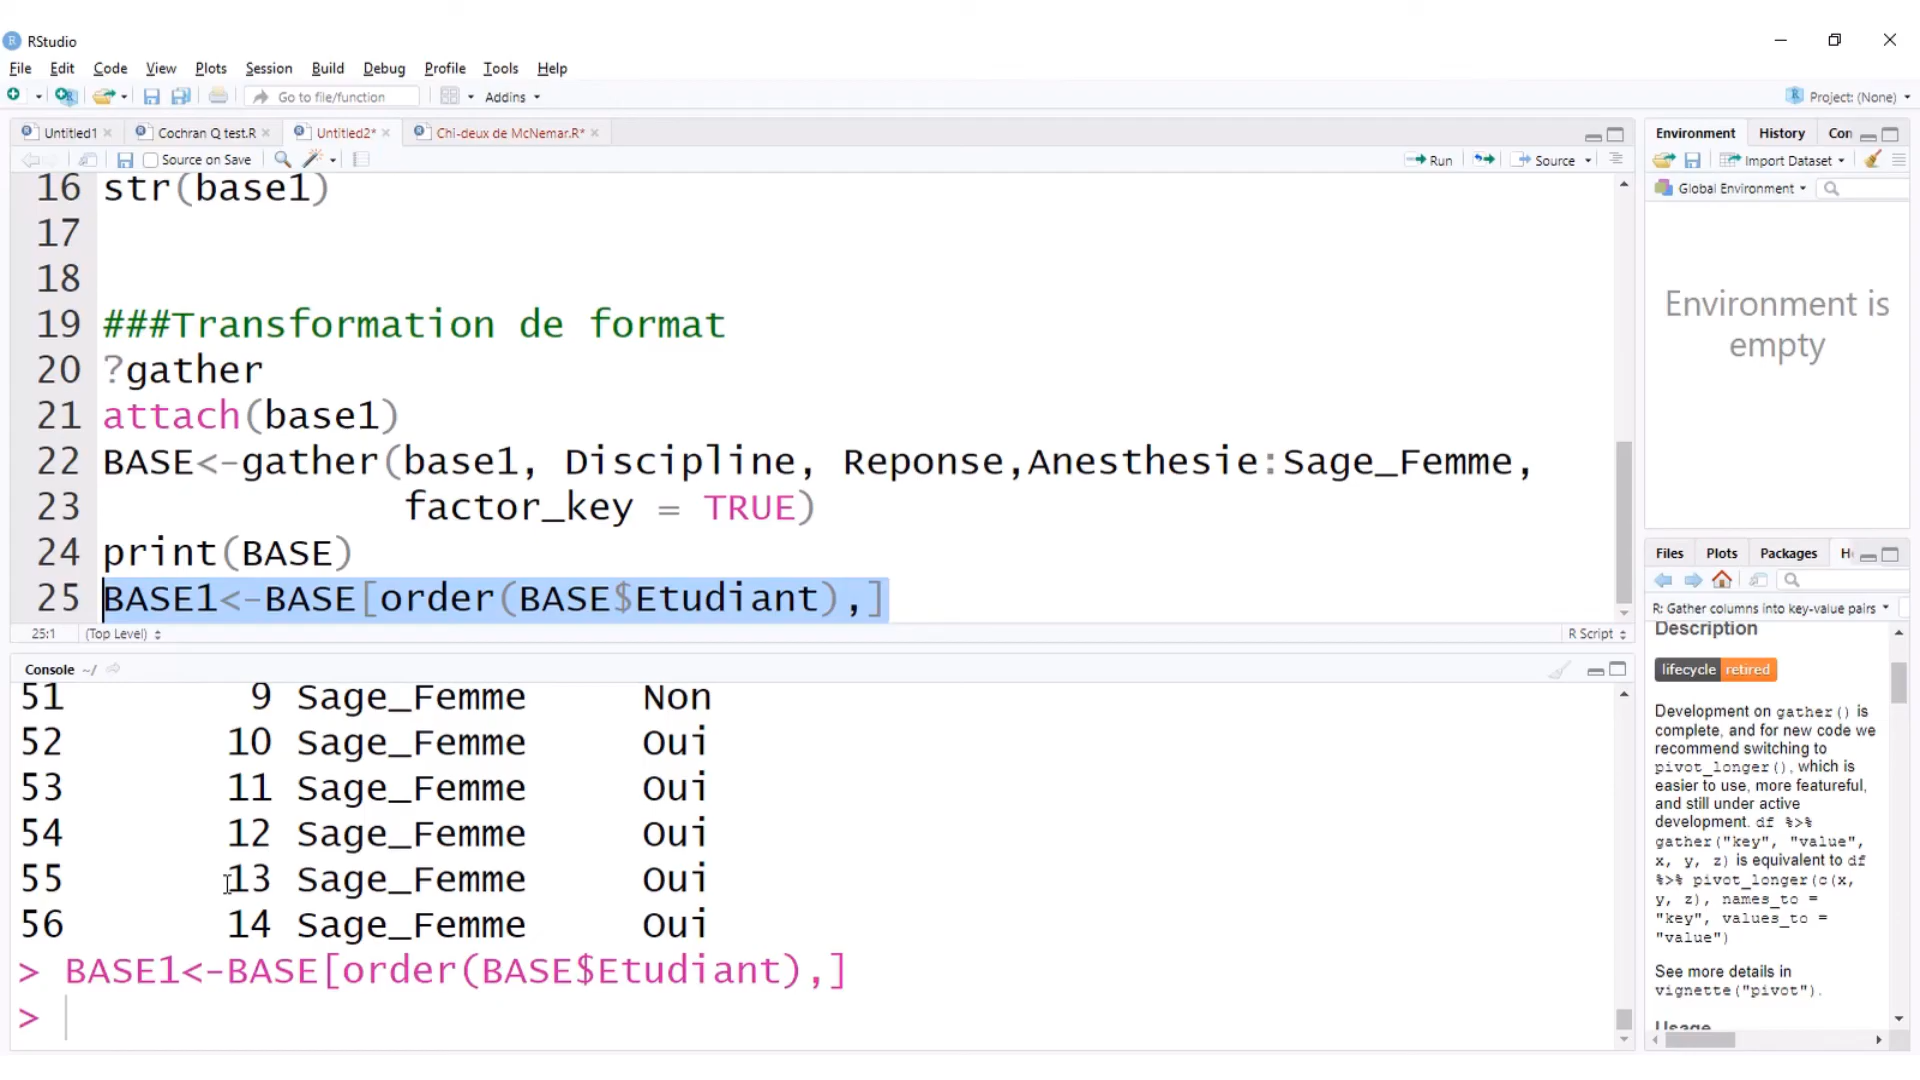 RStudio
File Edit Code View Plots Session Build Debug Profile Tools Help
Go to file/function Addins Project: (None)
Untitled1 Cochran Q test.R Untitled2* Chi-deux de McNemar.R*
Source on Save Run Source
16 str(base1)
17
18
19 ###Transformation de format
20 ?gather
21 attach(base1)
22 BASE<-gather(base1, Discipline, Reponse,Anesthesie:Sage_Femme,
23 factor_key = TRUE)
24 print(BASE)
25 BASE1<-BASE[order(BASE$Etudiant),]
25:1 (Top Level) R Script
Console ~/
51 9 Sage_Femme Non
52 10 Sage_Femme Oui
53 11 Sage_Femme Oui
54 12 Sage_Femme Oui
55 13 Sage_Femme Oui
56 14 Sage_Femme Oui
> BASE1<-BASE[order(BASE$Etudiant),]
>
Environment History Con
Import Dataset
Global Environment
Environment is
empty
Files Plots Packages H
R: Gather columns into key-value pairs
Description
lifecycle retired
Development on gather() is
complete, and for new code we
recommend switching to
pivot_longer(), which is
easier to use, more featureful,
and still under active
development. df %>%
gather("key", "value",
x, y, z) is equivalent to df
%>% pivot_longer(c(x,
y, z), names_to =
"key", values_to =
"value")
See more details in
vignette("pivot").
Usage